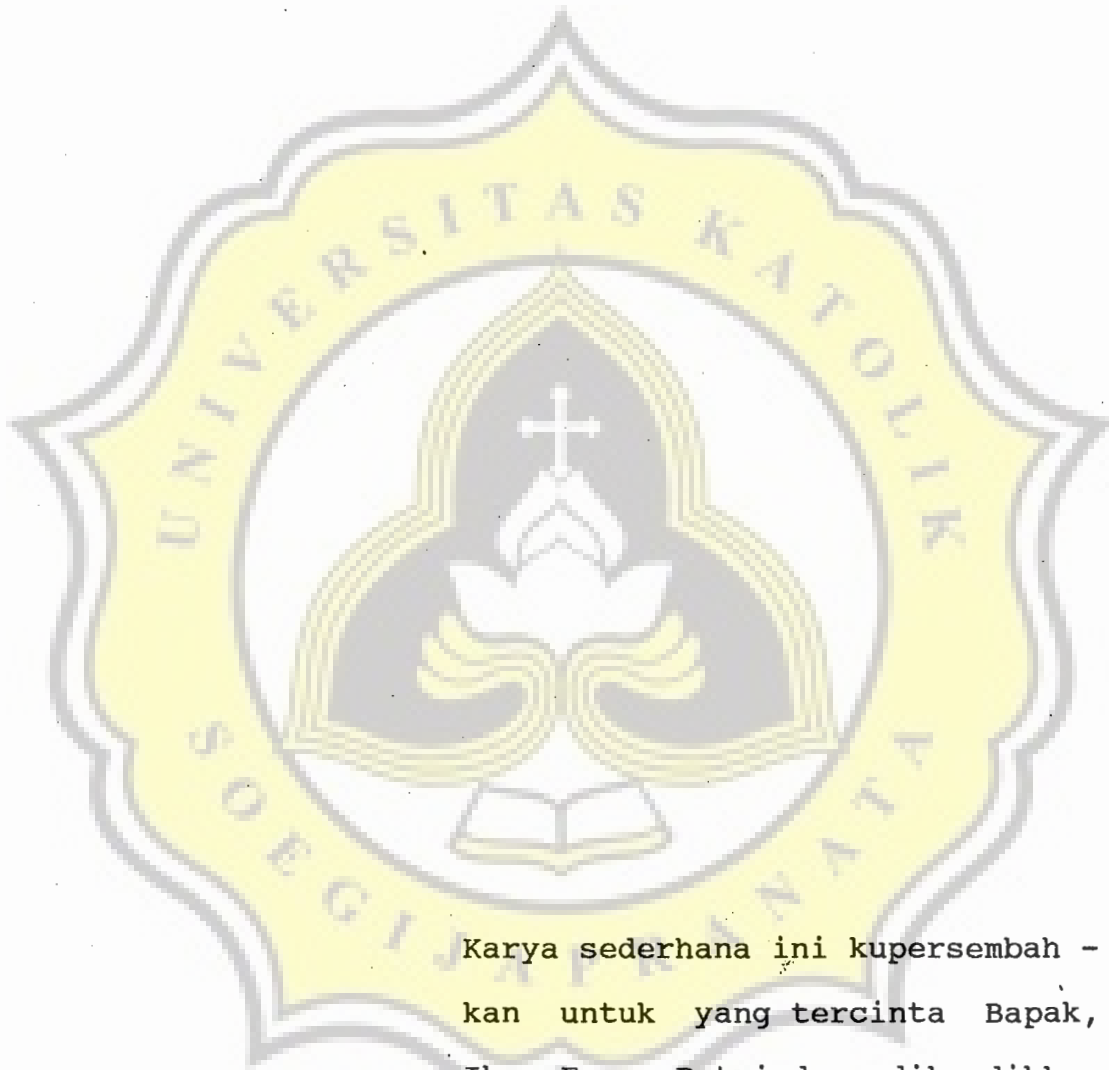 UNIVERSITAS KATOLIK
SOEGIJAPRANATA
Karya sederhana ini kupersembah -
kan untuk yang tercinta Bapak,